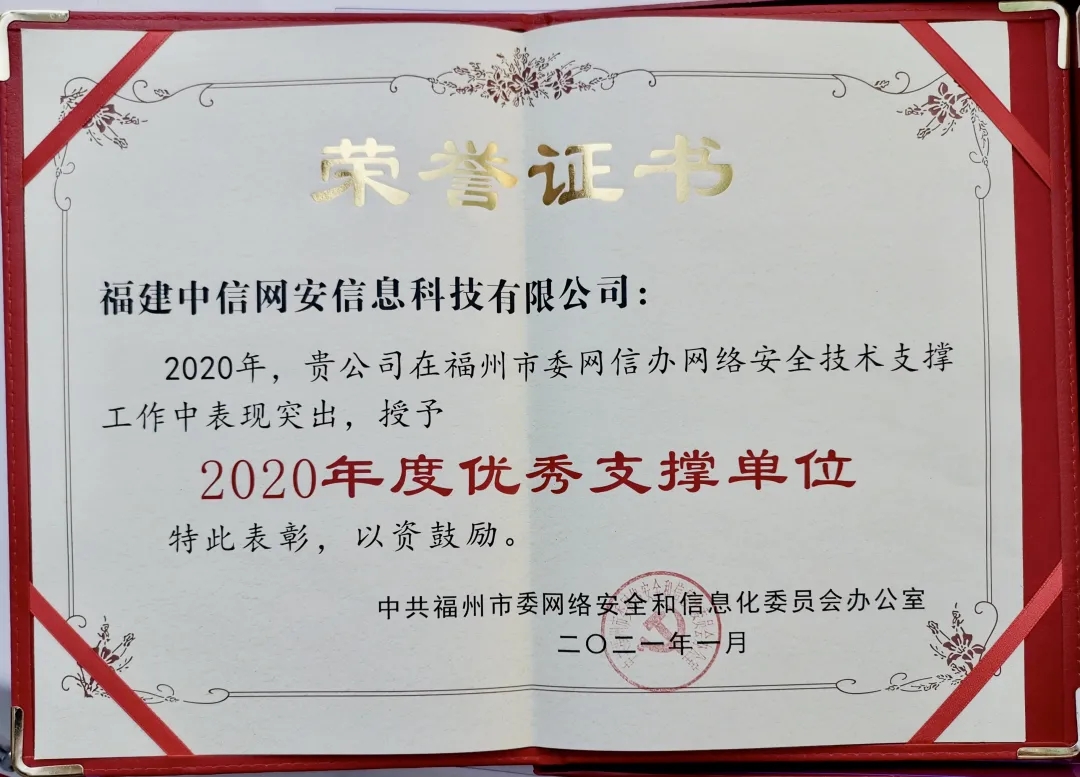 荣誉证书
福建中信网安信息科技有限公司：
2020年，贵公司在福州市委网信办网络安全技术支撑
工作中表现突出，授予
2020年度优秀支撑单位
特此表彰，以资鼓励。
中共福州市委网络安全和信息化委员会办公室
二〇二一年一月